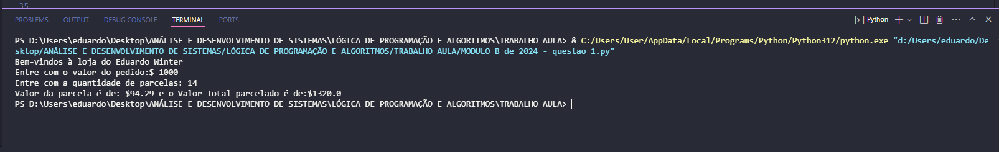 35
PROBLEMS OUTPUT DEBUG CONSOLE TERMINAL PORTS Python
PS D:\Users\eduardo\Desktop\ANÁLISE E DESENVOLVIMENTO DE SISTEMAS\LÓGICA DE PROGRAMAÇÃO E ALGORITMOS\TRABALHO AULA> & C:/Users/User/AppData/Local/Programs/Python/Python312/python.exe "d:/Users/eduardo/De
sktop/ANÁLISE E DESENVOLVIMENTO DE SISTEMAS/LÓGICA DE PROGRAMAÇÃO E ALGORITMOS/TRABALHO AULA/MODULO B de 2024 - questao 1.py"
Bem-vindos à loja do Eduardo Winter
Entre com o valor do pedido:$ 1000
Entre com a quantidade de parcelas: 14
Valor da parcela é de: $94.29 e o Valor Total parcelado é de:$1320.0
PS D:\Users\eduardo\Desktop\ANÁLISE E DESENVOLVIMENTO DE SISTEMAS\LÓGICA DE PROGRAMAÇÃO E ALGORITMOS\TRABALHO AULA>